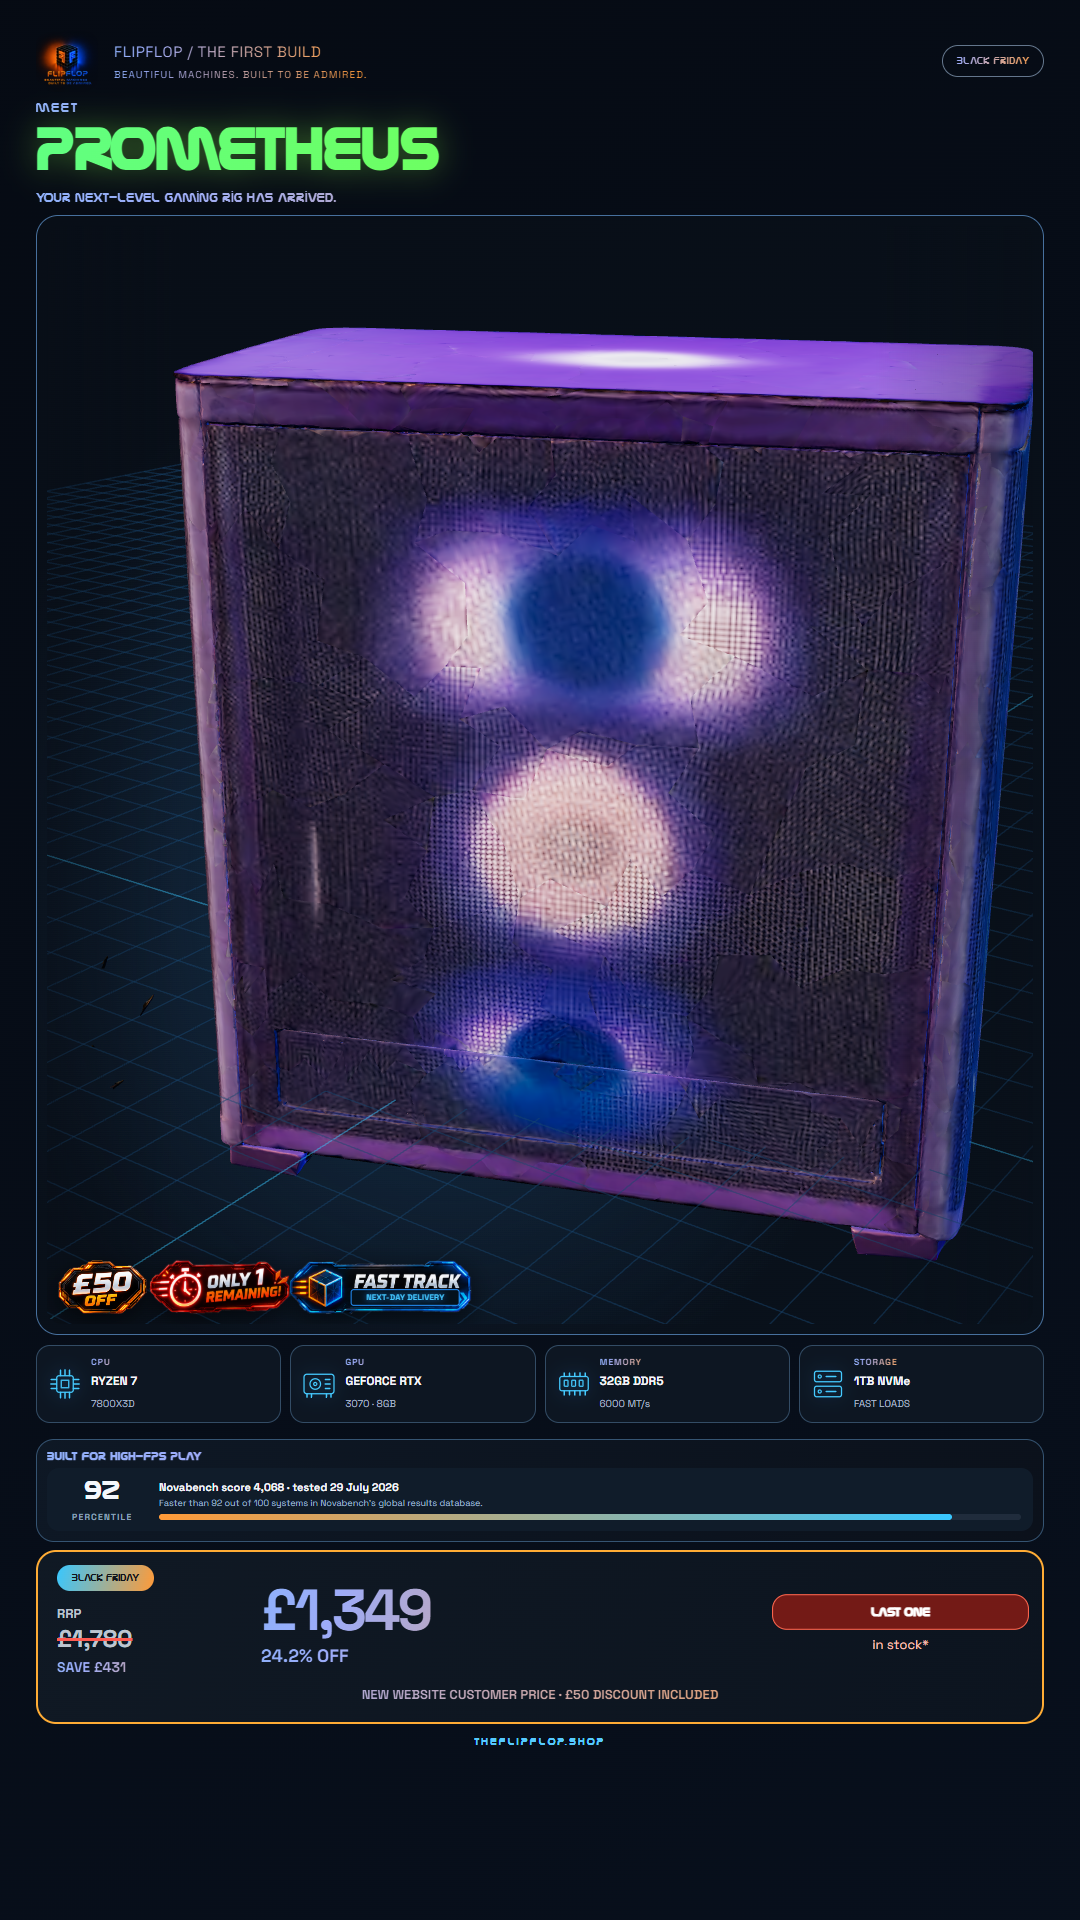 FLIPFLOP
FLIPFLOP / THE FIRST BUILD
BEAUTIFUL MACHINES. BUILT TO BE ADMIRED.
BLACK FRIDAY
MEET
PROMETHEUS
YOUR NEXT-LEVEL GAMING RIG HAS ARRIVED.
£50
OFF
ONLY 1
REMAINING!
FAST TRACK
NEXT-DAY DELIVERY
CPU
RYZEN 7
7800X3D
GPU
GEFORCE RTX
3070 · 8GB
MEMORY
32GB DDR5
6000 MT/s
STORAGE
1TB NVMe
FAST LOADS
BUILT FOR HIGH-FPS PLAY
92
PERCENTILE
Novabench score 4,068 · tested 29 July 2026
Faster than 92 out of 100 systems in Novabench's global results database.
BLACK FRIDAY
RRP
£1,780
SAVE £431
£1,349
24.2% OFF
LAST ONE
in stock*
NEW WEBSITE CUSTOMER PRICE · £50 DISCOUNT INCLUDED
THEFLIPFLOP.SHOP